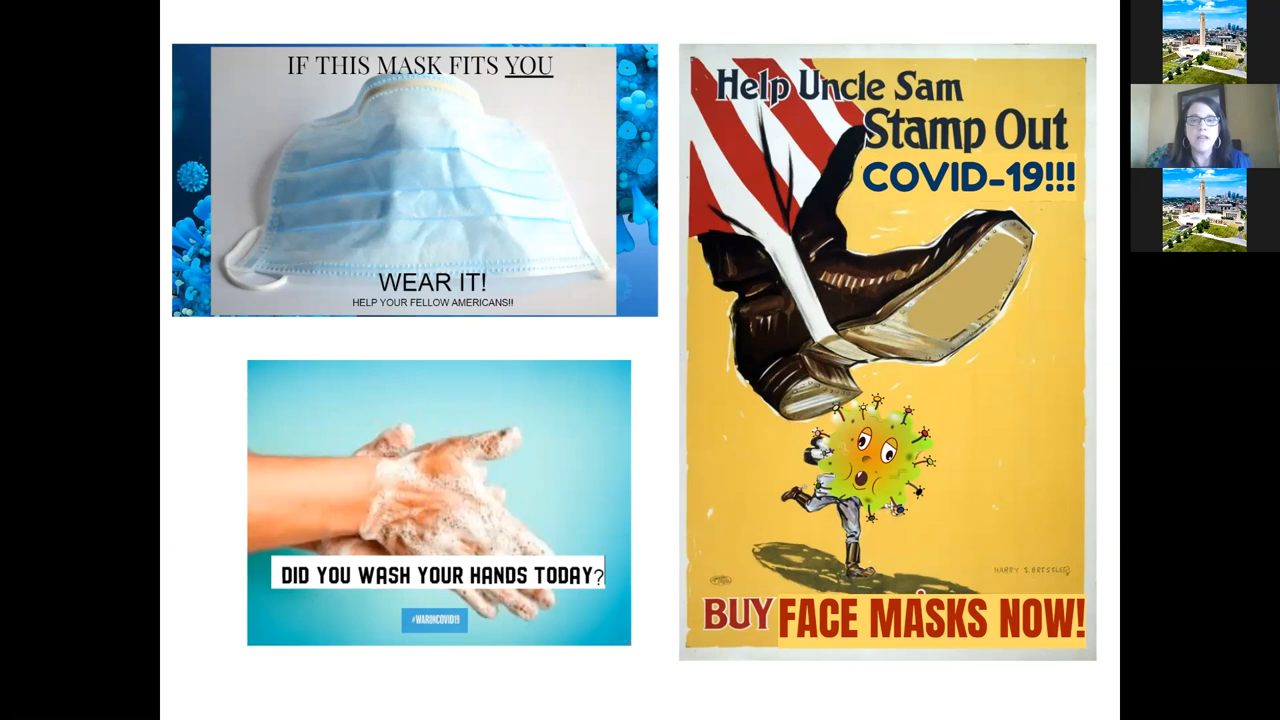 IF THIS MASK FITS YOU
WEAR IT!
HELP YOUR FELLOW AMERICANS!!
DID YOU WASH YOUR HANDS TODAY?
#WARONCOVID19
Help Uncle Sam
Stamp Out
COVID-19!!!
HARRY S. BRESSLER
BUY FACE MASKS NOW!